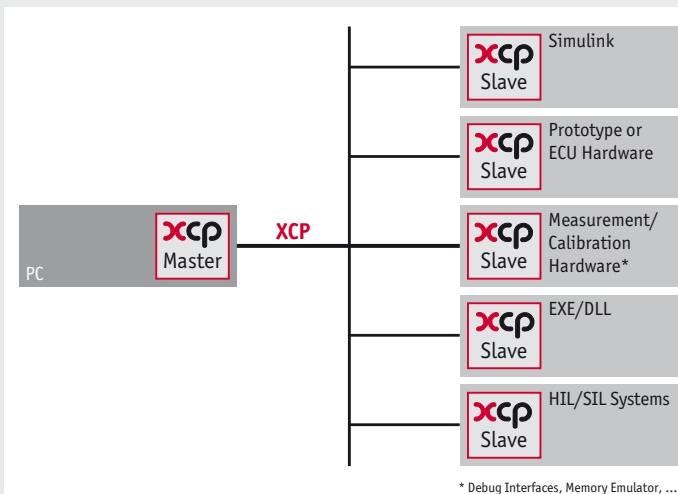 xcp
Slave
Simulink
xcp
Slave
Prototype or
ECU Hardware
PC
xcp
Master
XCP
xcp
Slave
Measurement/
Calibration
Hardware*
xcp
Slave
EXE/DLL
xcp
Slave
HIL/SIL Systems
* Debug Interfaces, Memory Emulator, ...